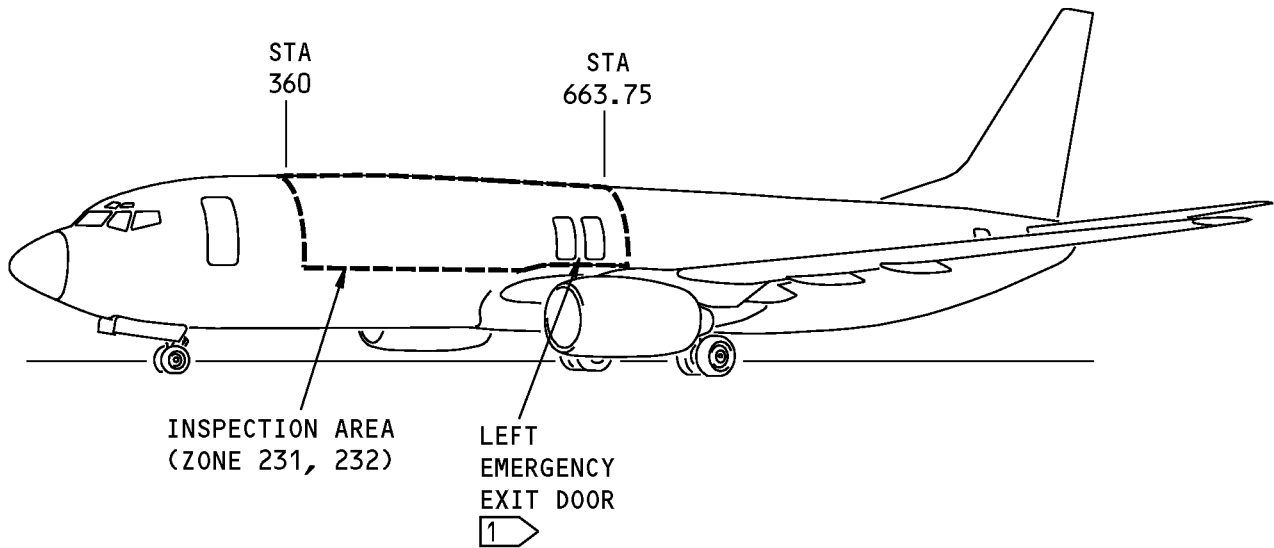 STA
360
STA
663.75
INSPECTION AREA
(ZONE 231, 232)
LEFT
EMERGENCY
EXIT DOOR
1